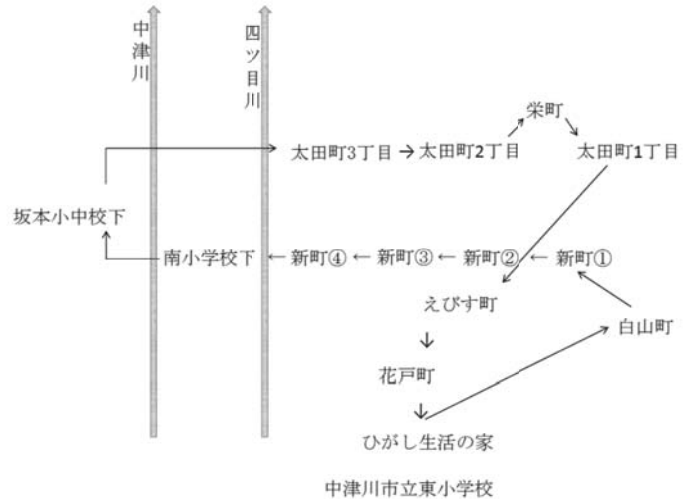 中津川
四ツ目川
栄町
太田町3丁目 → 太田町2丁目
太田町1丁目
坂本小中校下
南小学校下 ← 新町④ ← 新町③ ← 新町② ← 新町①
えびす町
白山町
花戸町
ひがし生活の家
中津川市立東小学校